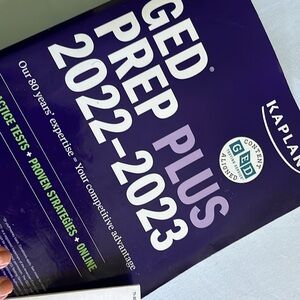 KAPLAN
GED®
PREP PLUS
2022–2023
CONTENT
GED
ALIGNED
Our 80 years' expertise = Your competitive advantage
ACTICE TESTS + PROVEN STRATEGIES + ONLINE